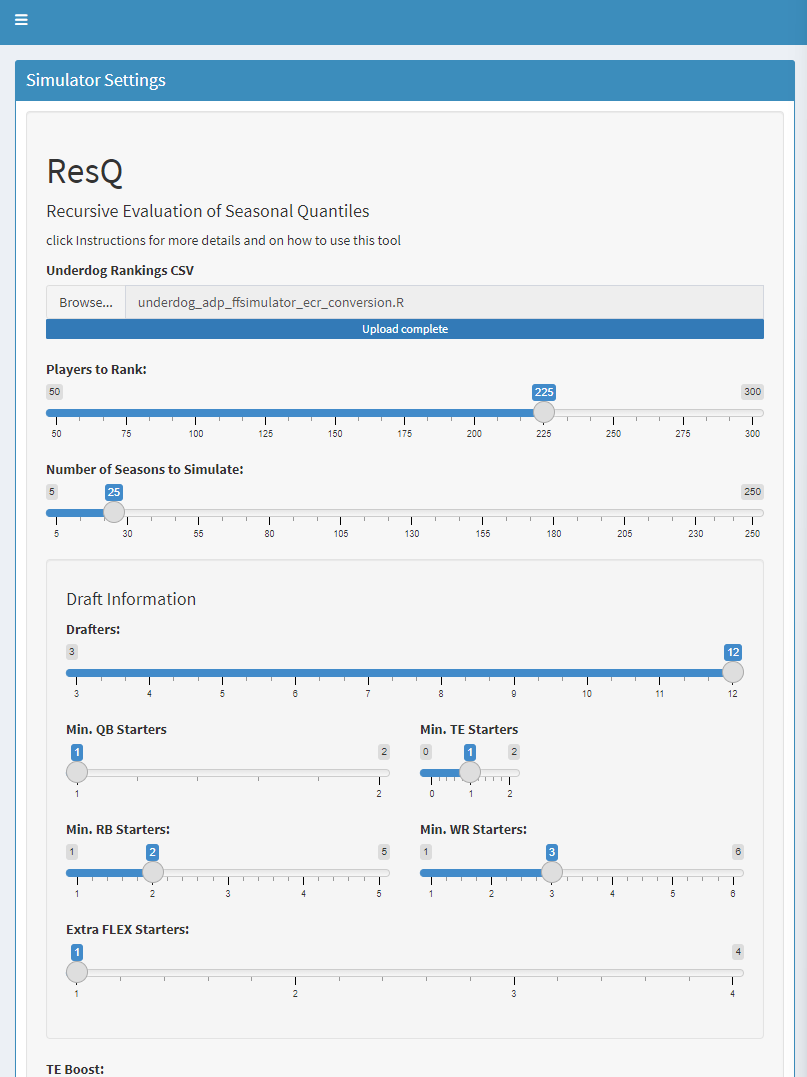 Simulator Settings
ResQ
Recursive Evaluation of Seasonal Quantiles
click Instructions for more details and on how to use this tool
Underdog Rankings CSV
Browse... underdog_adp_ffsimulator_ecr_conversion.R
Upload complete
Players to Rank:
50 225 300
50 75 100 125 150 175 200 225 250 275 300
Number of Seasons to Simulate:
5 25 250
5 30 55 80 105 130 155 180 205 230 250
Draft Information
Drafters:
3 12
3 4 5 6 7 8 9 10 11 12
Min. QB Starters Min. TE Starters
1 2 0 1 2
1 2 0 1 2
Min. RB Starters: Min. WR Starters:
1 2 5 1 3 6
1 2 3 4 5 1 2 3 4 5 6
Extra FLEX Starters:
1 4
1 2 3 4
TE Boost: